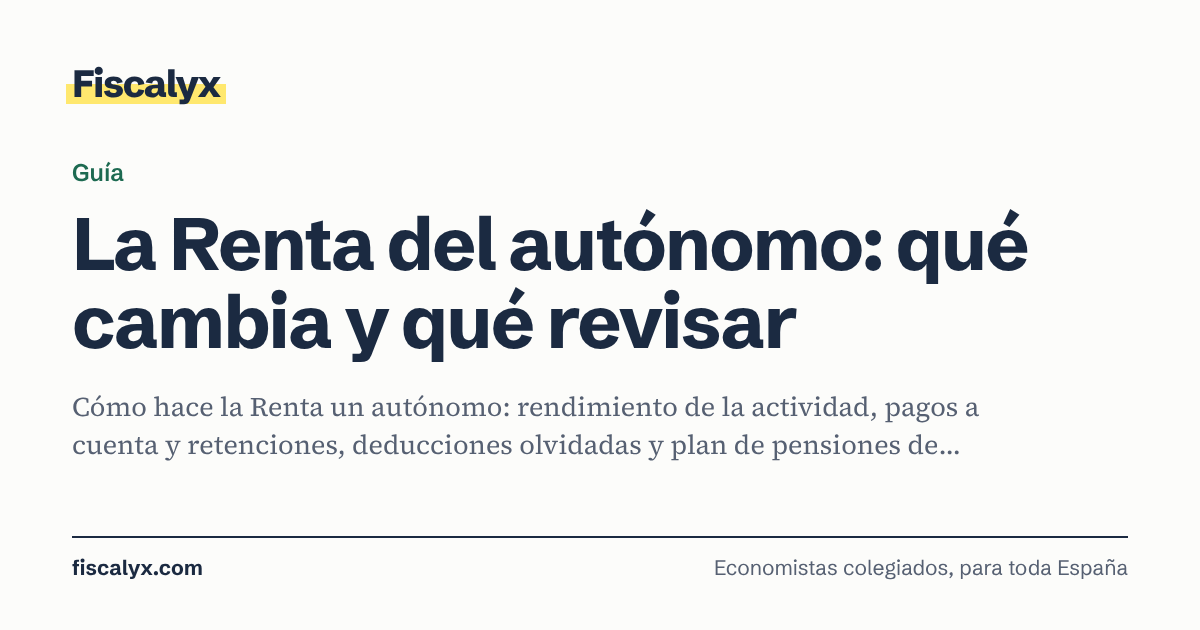 Fiscalyx
Guía
La Renta del autónomo: qué
cambia y qué revisar
Cómo hace la Renta un autónomo: rendimiento de la actividad, pagos a
cuenta y retenciones, deducciones olvidadas y plan de pensiones de...
fiscalyx.com
Economistas colegiados, para toda España